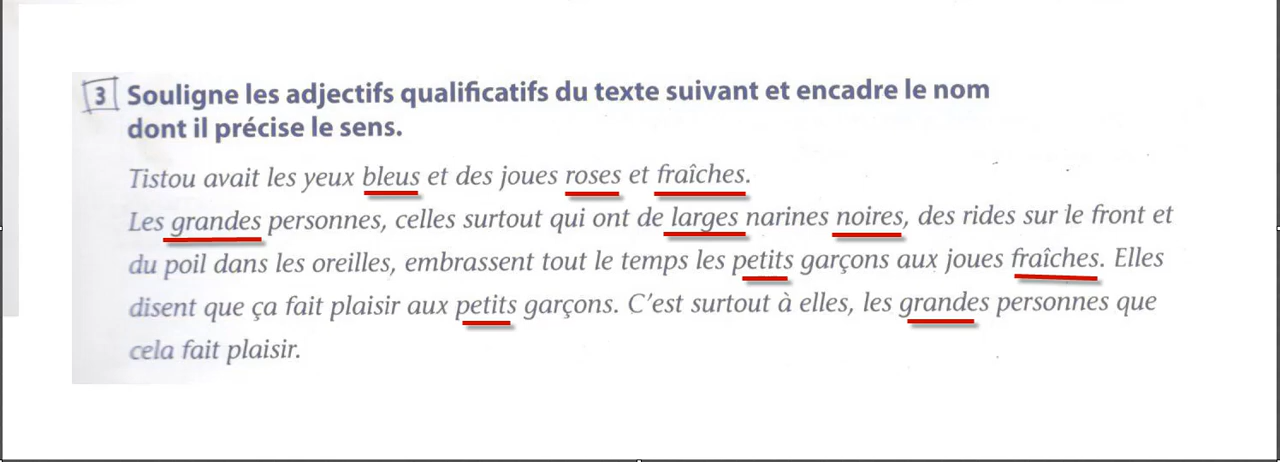 3 Souligne les adjectifs qualificatifs du texte suivant et encadre le nom
dont il précise le sens.
Tistou avait les yeux bleus et des joues roses et fraîches.
Les grandes personnes, celles surtout qui ont de larges narines noires, des rides sur le front et
du poil dans les oreilles, embrassent tout le temps les petits garçons aux joues fraîches. Elles
disent que ça fait plaisir aux petits garçons. C'est surtout à elles, les grandes personnes que
cela fait plaisir.